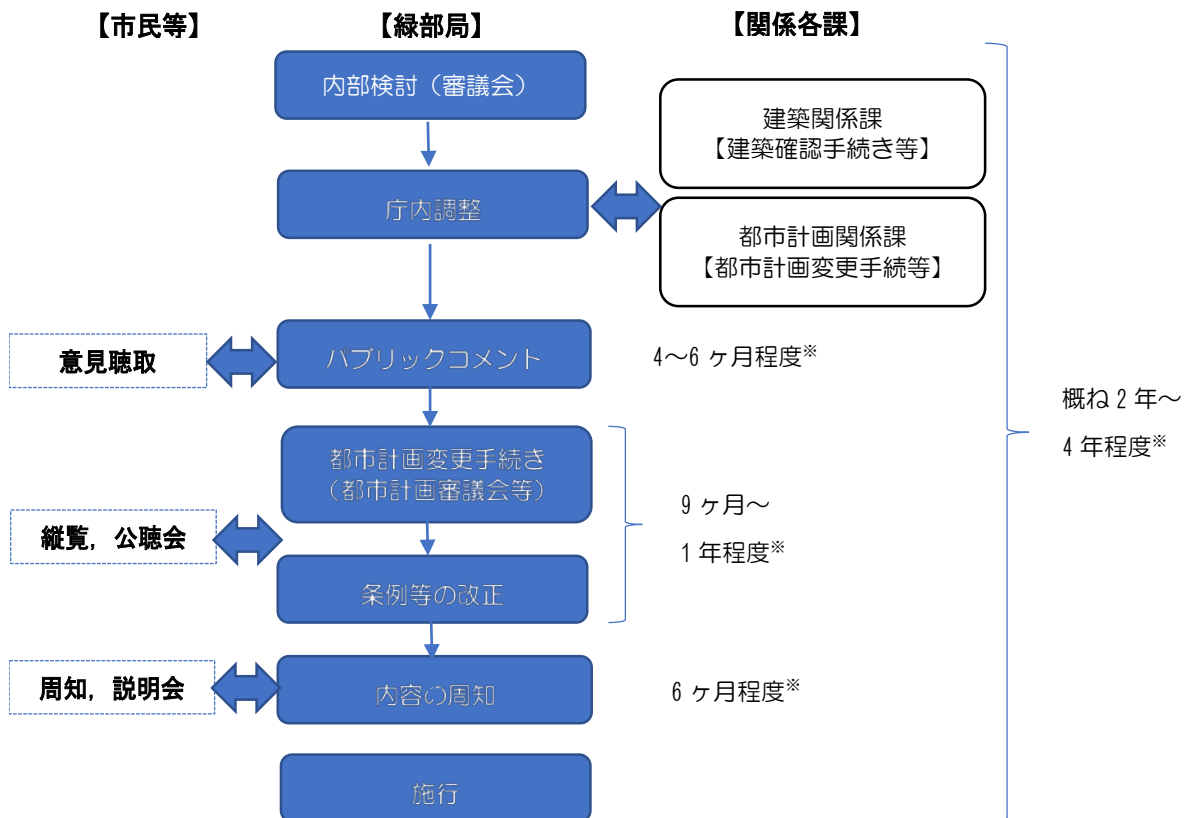 【市民等】
【緑部局】
【関係各課】
内部検討（審議会）
建築関係課
【建築確認手続き等】
庁内調整
都市計画関係課
【都市計画変更手続等】
意見聴取
パブリックコメント
4～6 ヶ月程度※
概ね 2 年～
4 年程度※
都市計画変更手続き
（都市計画審議会等）
9 ヶ月～
1 年程度※
縦覧，公聴会
条例等の改正
周知，説明会
内容の周知
6 ヶ月程度※
施行